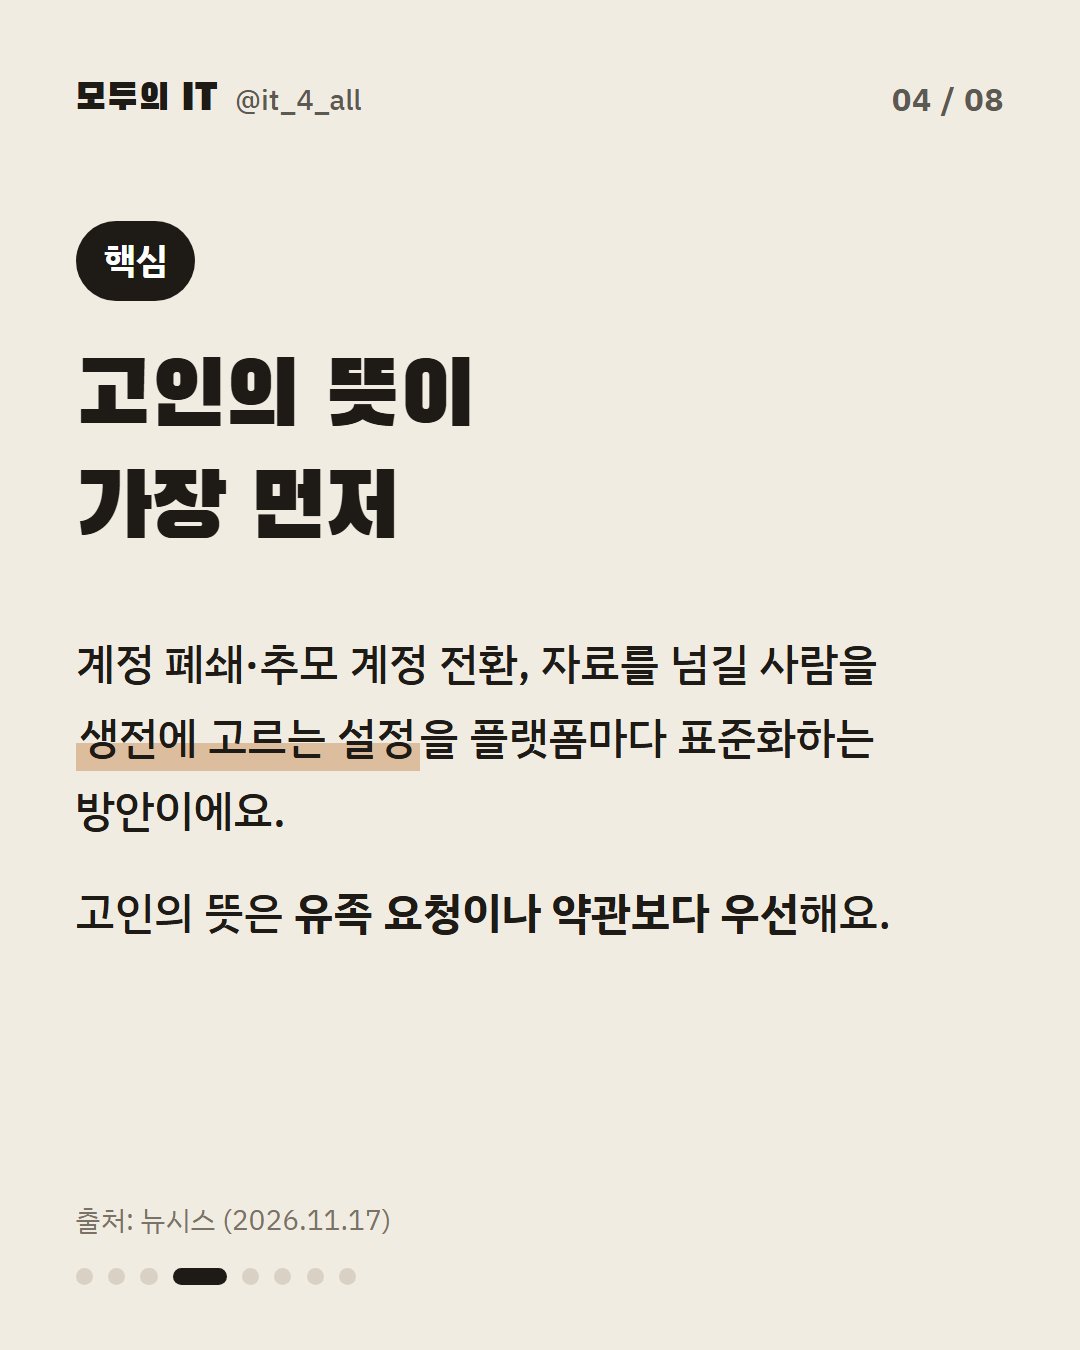 모두의 IT @it_4_all 04 / 08
핵심
고인의 뜻이
가장 먼저
계정 폐쇄·추모 계정 전환, 자료를 넘길 사람을
생전에 고르는 설정을 플랫폼마다 표준화하는
방안이에요.
고인의 뜻은 유족 요청이나 약관보다 우선해요.
출처: 뉴시스 (2026.11.17)